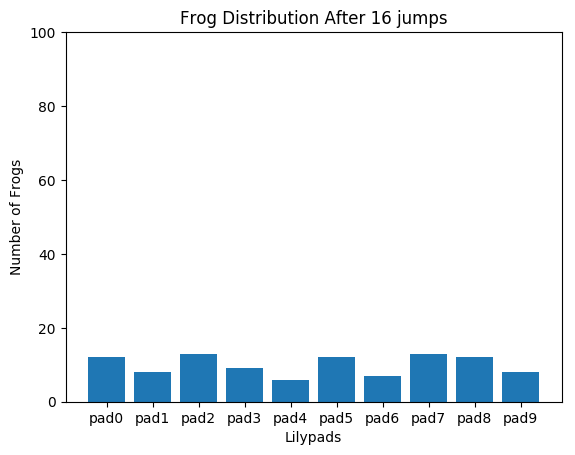 Frog Distribution After 16 jumps
100
80
60
40
20
0
Number of Frogs
pad0 pad1 pad2 pad3 pad4 pad5 pad6 pad7 pad8 pad9
Lilypads